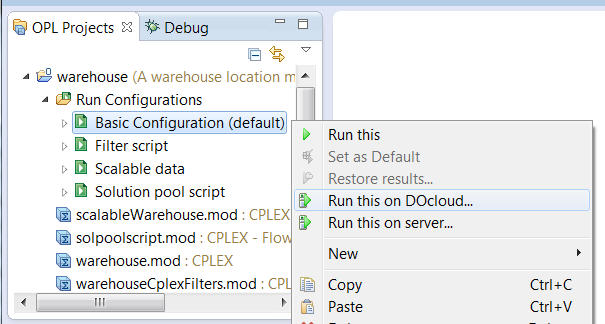 OPL Projects
Debug
warehouse (A warehouse location m
Run Configurations
Basic Configuration (default)
Filter script
Scalable data
Solution pool script
scalableWarehouse.mod : CPLEX
solpoolscript.mod : CPLEX - Flow
warehouse.mod : CPLEX
warehouseCplexFilters.mod : CPL
Run this
Set as Default
Restore results...
Run this on DOcloud...
Run this on server...
New
Copy Ctrl+C
Paste Ctrl+V